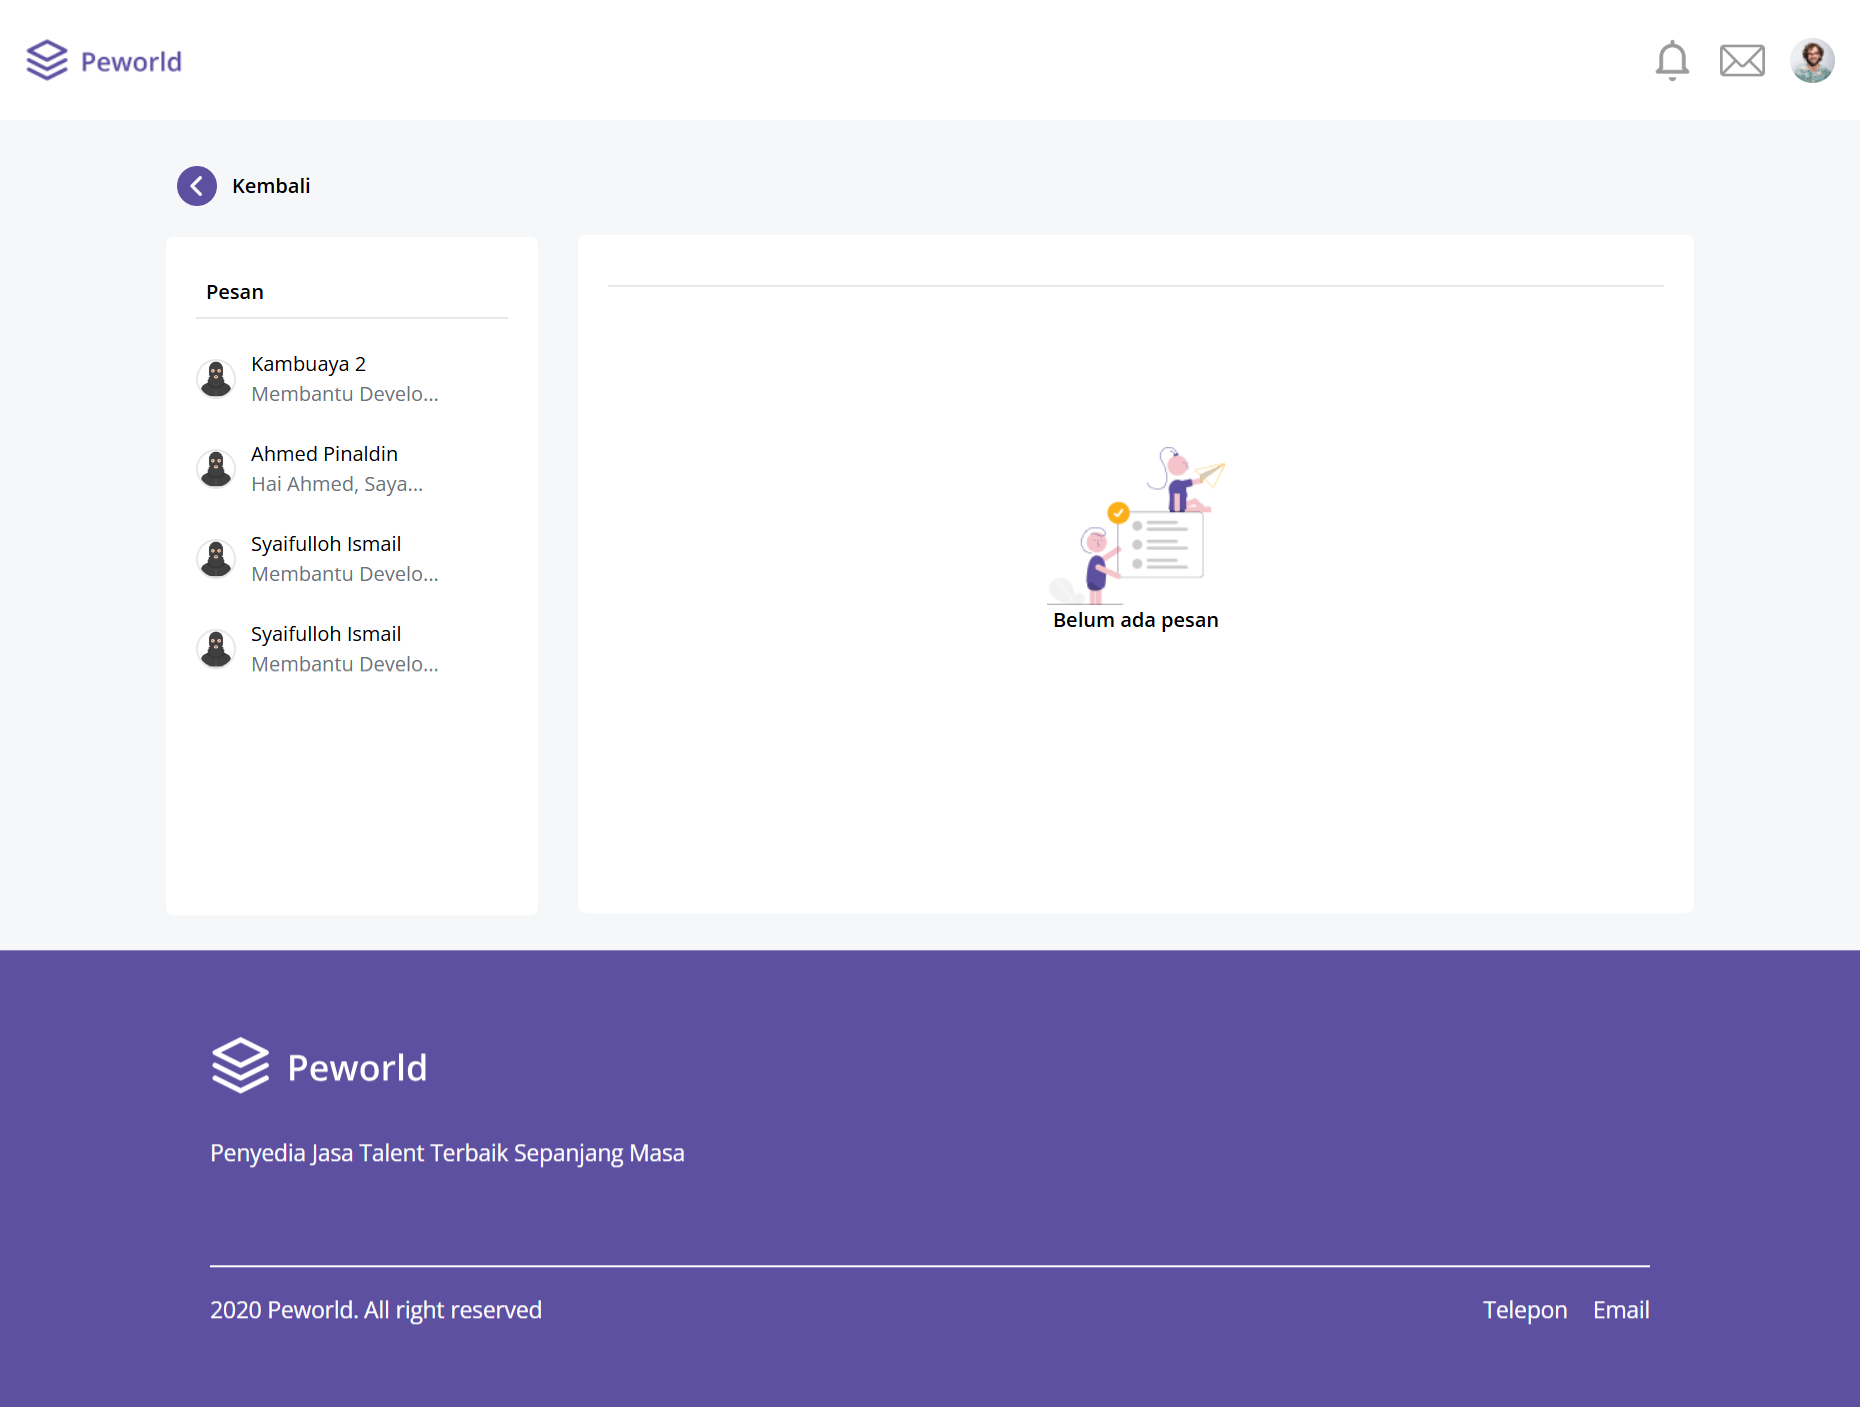 Peworld
Kembali
Pesan
Kambuaya 2
Membantu Develo...
Ahmed Pinaldin
Hai Ahmed, Saya...
Syaifulloh Ismail
Membantu Develo...
Syaifulloh Ismail
Membantu Develo...
Belum ada pesan
Peworld
Penyedia Jasa Talent Terbaik Sepanjang Masa
2020 Peworld. All right reserved
Telepon Email